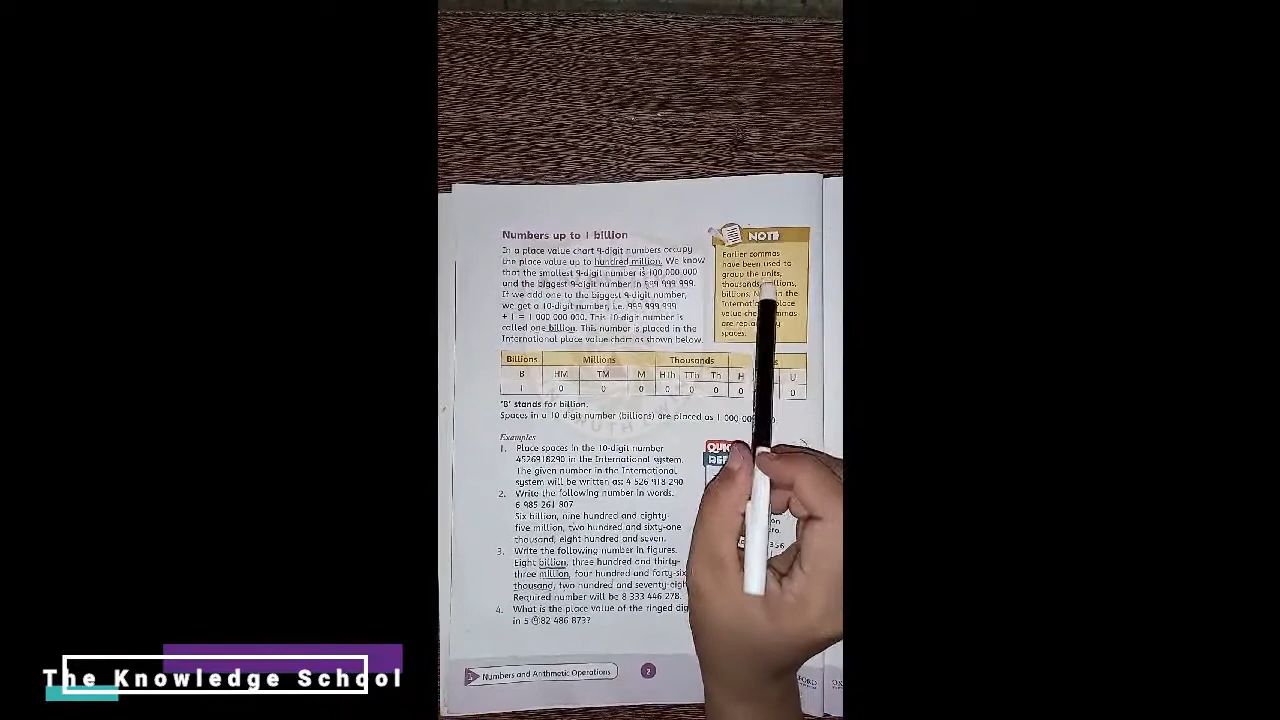 Numbers up to 1 billion
In a place value chart 9-digit numbers occupy
the place value up to hundred million. We know
that the smallest 9-digit number is 100 000 000
and the biggest 9-digit number in 999 999 999.
If we add one to the biggest 9-digit number,
we get a 10-digit number, i.e. 999 999 999
+ 1 = 1 000 000 000. This 10-digit number is
called one billion. This number is placed in the
International place value chart as shown below.
NOTE
Earlier commas
have been used to
group the units,
thousands, millions,
billions. in the
place
value commas
are
spaces.
Billions Millions Thousands
B HM TM M HTh TTh Th H U
1 0 0 0 0 0 0 0 0
'B' stands for billion.
Spaces in a 10 digit number (billions) are placed as 1 000
Examples
1. Place spaces in the 10-digit number
4526918290 in the International system.
The given number in the International
system will be written as: 4 526 918 290
2. Write the following number in words.
6 985 261 807
Six billion, nine hundred and eighty-
five million, two hundred and sixty-one
thousand, eight hundred and seven.
3. Write the following number in figures.
Eight billion, three hundred and thirty-
three million, four hundred and forty-six
thousand, two hundred and seventy-eight
Required number will be 8 333 446 278.
4. What is the place value of the ringed
in 5 982 486 873?
356
Numbers and Arithmetic Operations 2
The Knowledge School